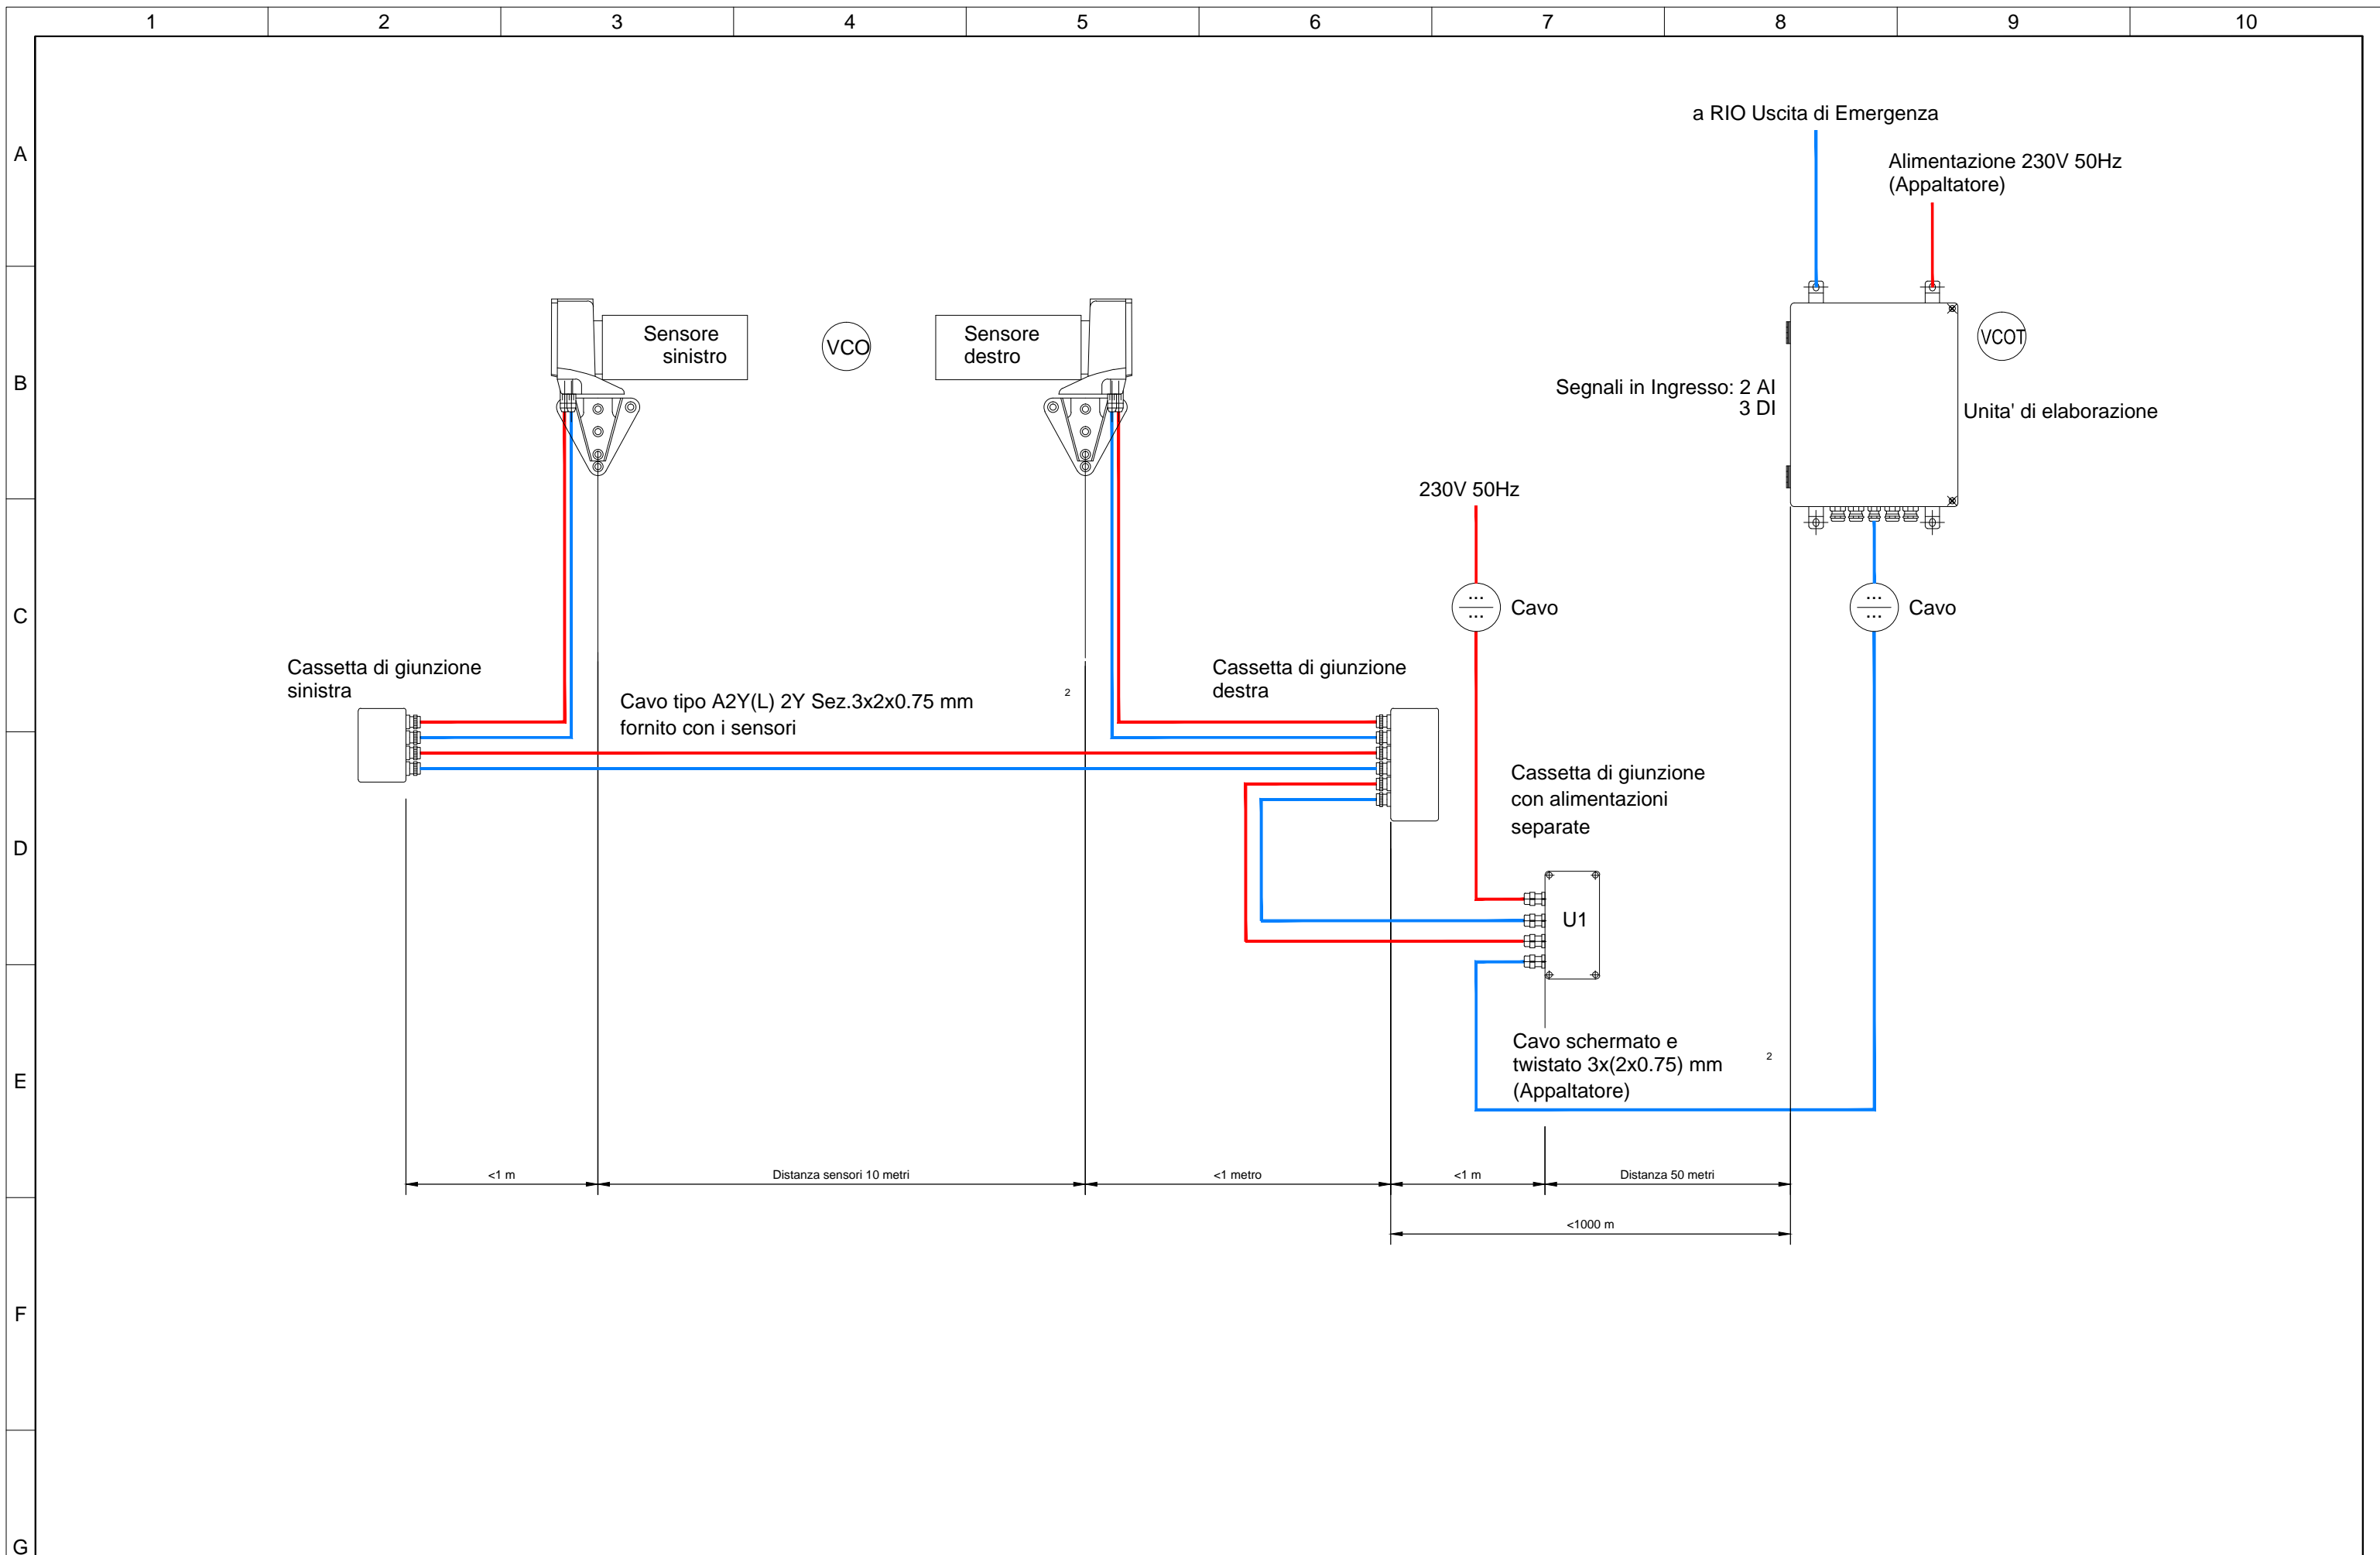 1 2 3 4 5 6 7 8 9 10
A
B
C
D
E
F
G
a RIO Uscita di Emergenza
Alimentazione 230V 50Hz
(Appaltatore)
Sensore
sinistro
VCO
Sensore
destro
VCOT
Segnali in Ingresso: 2 AI
3 DI
Unita' di elaborazione
230V 50Hz
...
...
Cavo
...
...
Cavo
Cassetta di giunzione
sinistra
Cavo tipo A2Y(L) 2Y Sez.3x2x0.75 mm 2
fornito con i sensori
Cassetta di giunzione
destra
Cassetta di giunzione
con alimentazioni
separate
U1
Cavo schermato e
twistato 3x(2x0.75) mm 2
(Appaltatore)
<1 m
Distanza sensori 10 metri
<1 metro
<1 m
Distanza 50 metri
<1000 m